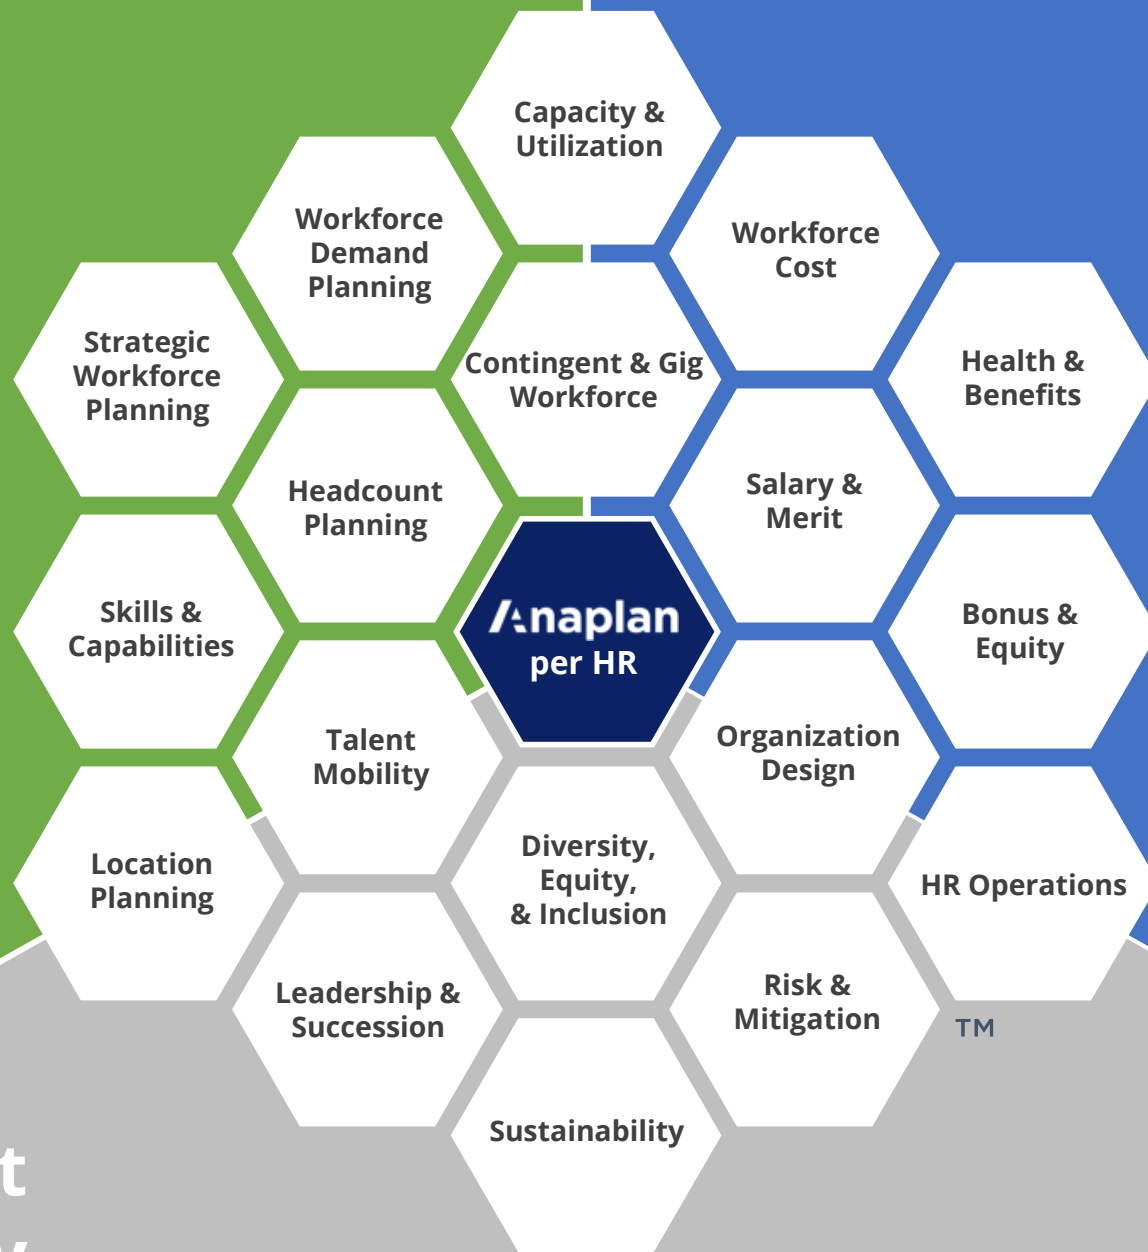 Capacity &
Utilization
Workforce
Demand
Planning
Workforce
Cost
Strategic
Workforce
Planning
Contingent & Gig
Workforce
Health &
Benefits
Headcount
Planning
Salary &
Merit
Skills &
Capabilities
Anaplan
per HR
Bonus &
Equity
Talent
Mobility
Organization
Design
Location
Planning
Diversity,
Equity,
& Inclusion
HR Operations
Leadership &
Succession
Risk &
Mitigation
TM
Sustainability
t